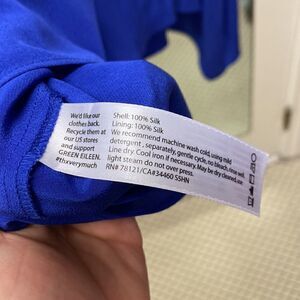 We'd like our
clothes back.
Recycle them at
our US stores
and support
GREEN EILEEN.
#thxverymuch
Shell: 100% Silk
Lining: 100% Silk
We recommend machine wash cold, using mild
detergent, separately, gentle cycle, no bleach, rinse well.
Line dry. Cool iron if necessary. May be dry cleaned. use
light steam do not over press.
RN# 78121/CA#34460 S5HN